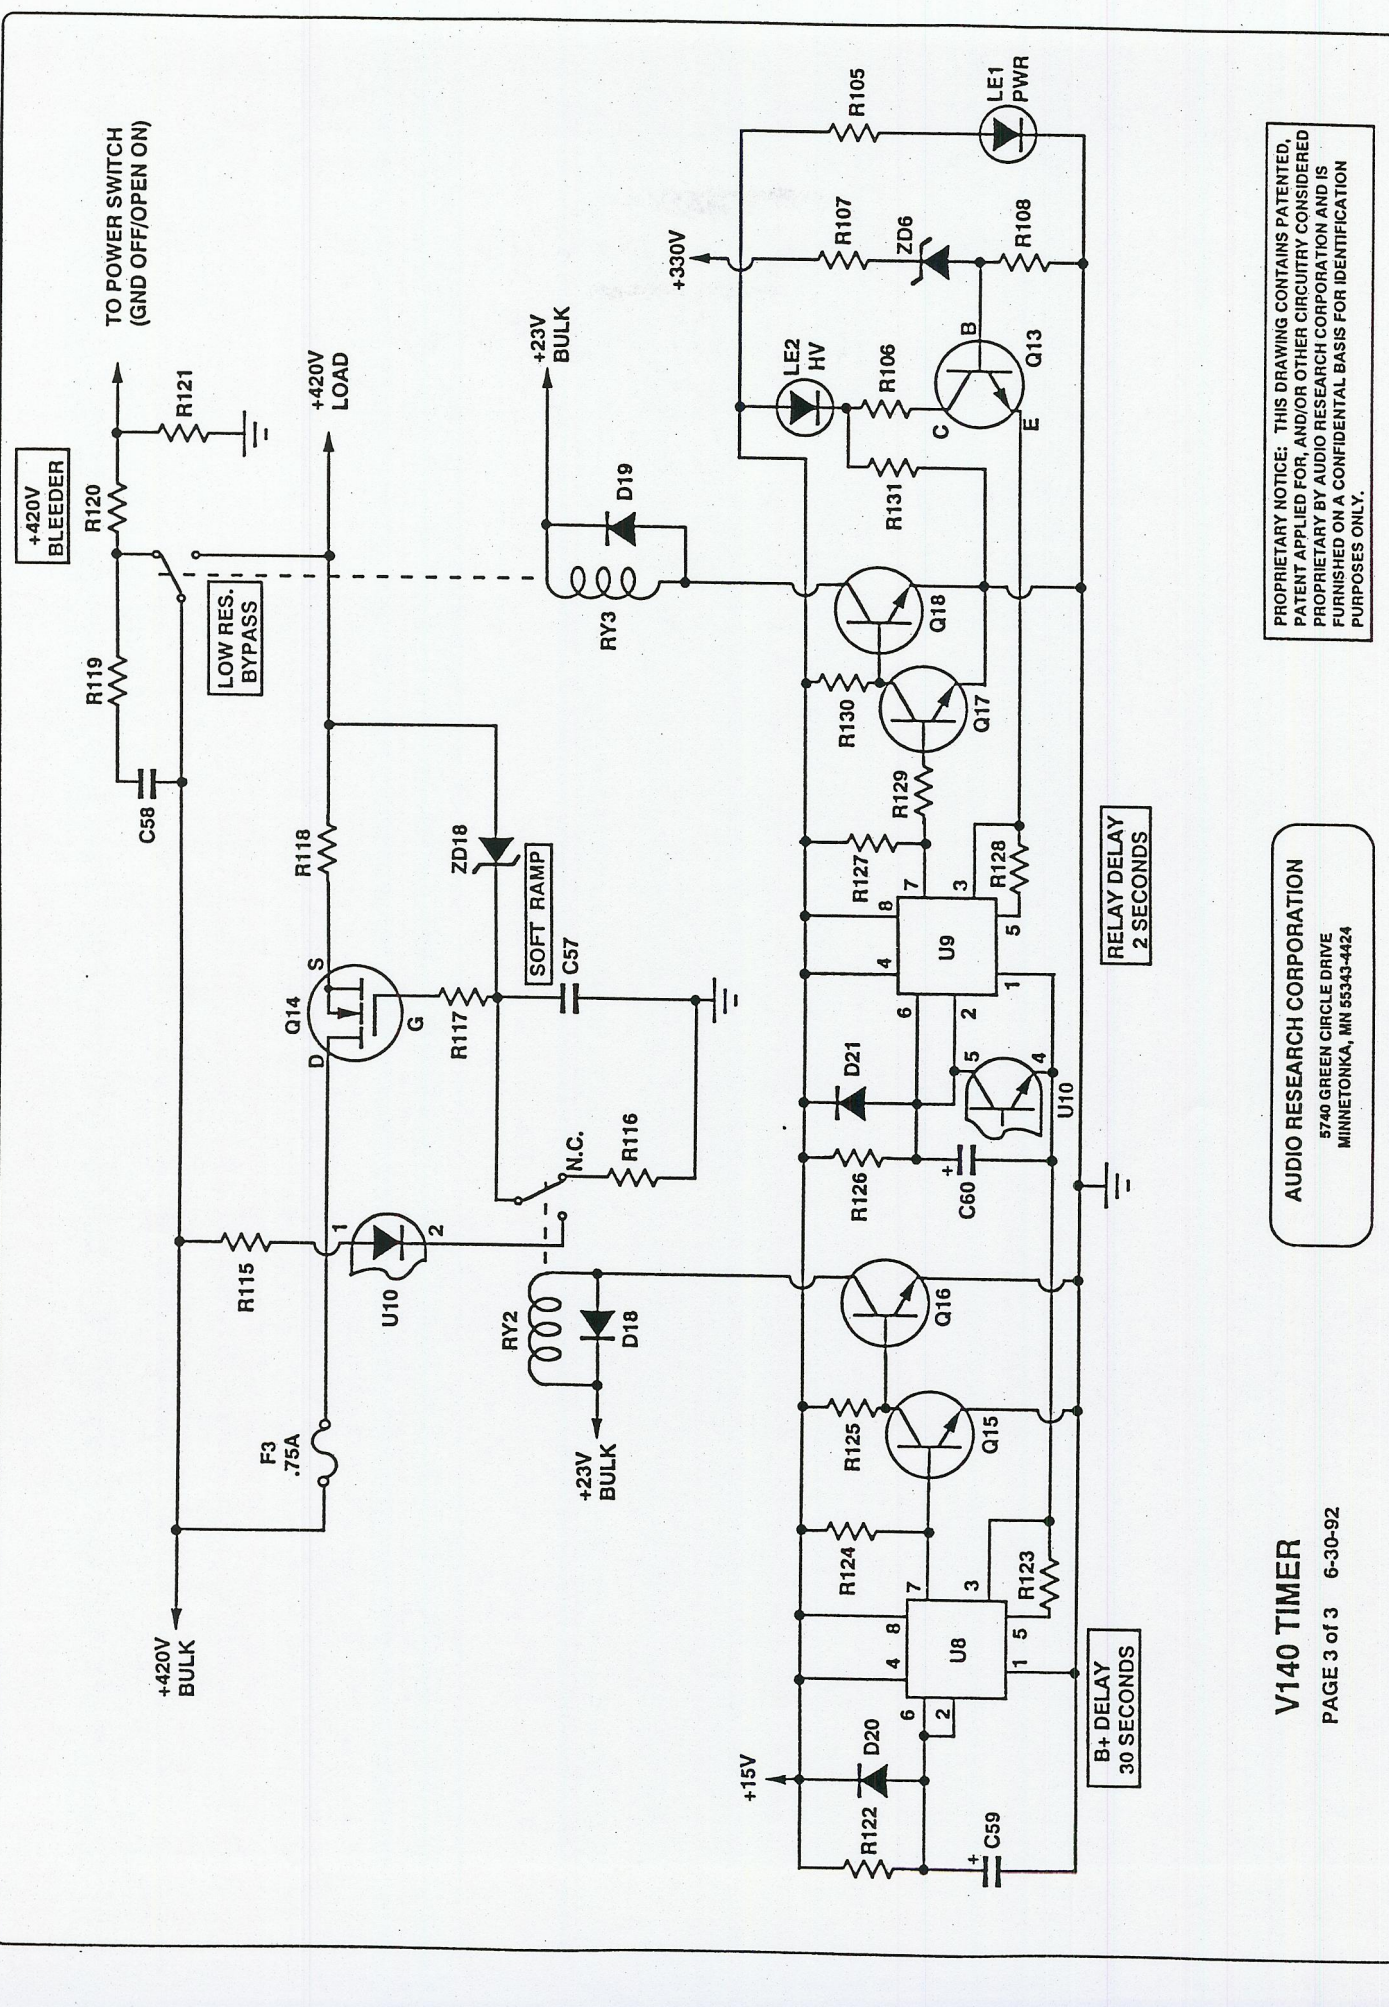 +420V
BLEEDER
TO POWER SWITCH
(GND OFF/OPEN ON)
R119
R120
R121
C58
LOW RES.
BYPASS
+420V
BULK
F3
.75A
R115
U10
1
2
Q14
D
S
G
R118
+420V
LOAD
R117
ZD18
SOFT RAMP
C57
N.C.
R116
RY2
D18
+23V
BULK
RY3
D19
+23V
BULK
+15V
R122
D20
C59
U8
6
2
4
8
7
3
5
1
R123
R124
R125
Q15
Q16
B+ DELAY
30 SECONDS
R126
D21
C60
U10
5
4
U9
6
2
4
8
7
3
5
1
R127
R128
R129
R130
Q17
Q18
RELAY DELAY
2 SECONDS
R131
LE2
HV
R106
Q13
C
B
E
+330V
R107
ZD6
R108
R105
LE1
PWR
V140 TIMER
PAGE 3 of 3 6-30-92
AUDIO RESEARCH CORPORATION
5740 GREEN CIRCLE DRIVE
MINNETONKA, MN 55343-4424
PROPRIETARY NOTICE: THIS DRAWING CONTAINS PATENTED,
PATENT APPLIED FOR, AND/OR OTHER CIRCUITRY CONSIDERED
PROPRIETARY BY AUDIO RESEARCH CORPORATION AND IS
FURNISHED ON A CONFIDENTAL BASIS FOR IDENTIFICATION
PURPOSES ONLY.